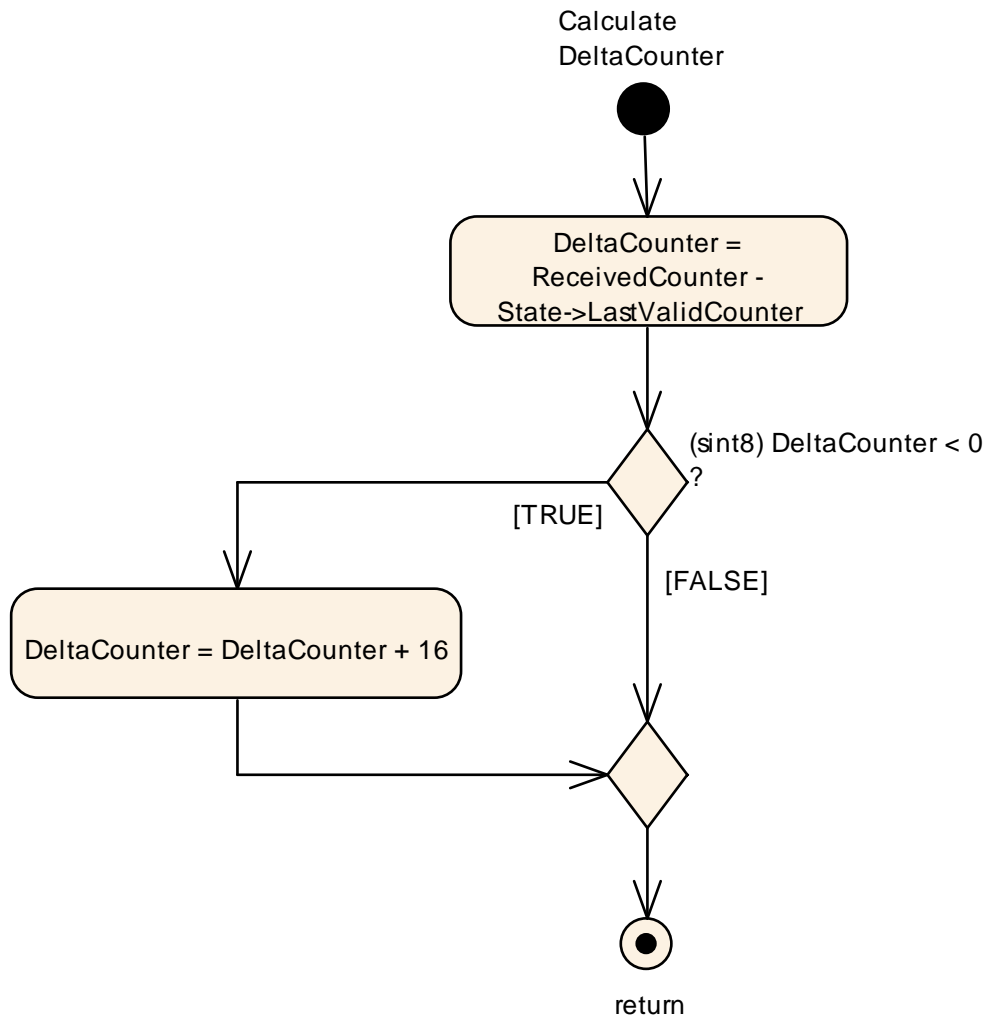 Calculate
DeltaCounter
DeltaCounter =
ReceivedCounter -
State->LastValidCounter
(sint8) DeltaCounter < 0
?
[TRUE]
[FALSE]
DeltaCounter = DeltaCounter + 16
return